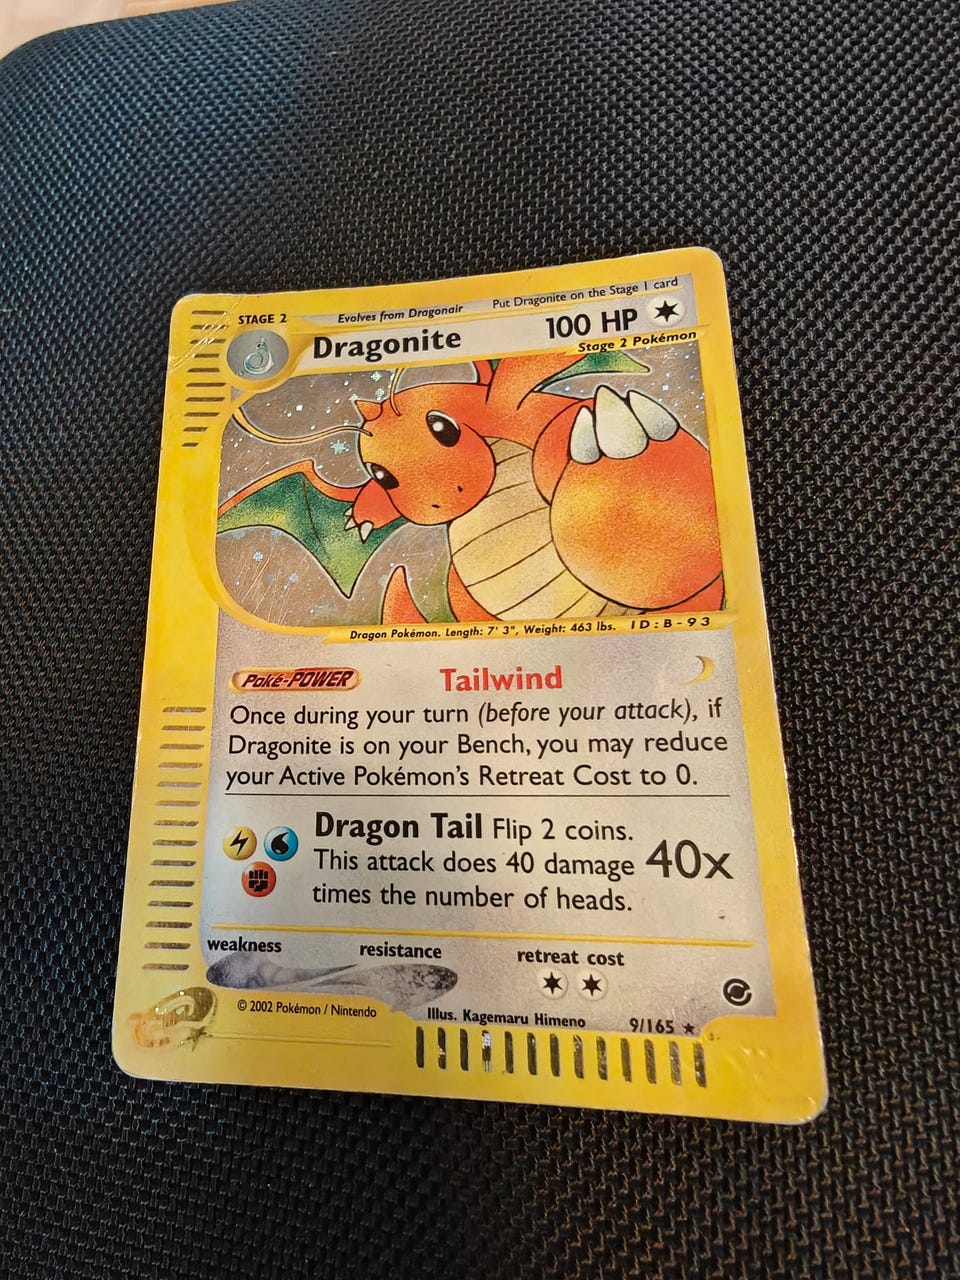 STAGE 2
Evolves from Dragonair
Put Dragonite on the Stage 1 card
Dragonite
100 HP
Stage 2 Pokémon
Dragon Pokémon. Length: 7' 3", Weight: 463 lbs. ID:B-93
Poké-POWER
Tailwind
Once during your turn (before your attack), if
Dragonite is on your Bench, you may reduce
your Active Pokémon's Retreat Cost to 0.
Dragon Tail Flip 2 coins.
This attack does 40 damage 40x
times the number of heads.
weakness
resistance
retreat cost
© 2002 Pokémon / Nintendo
Illus. Kagemaru Himeno
9/165